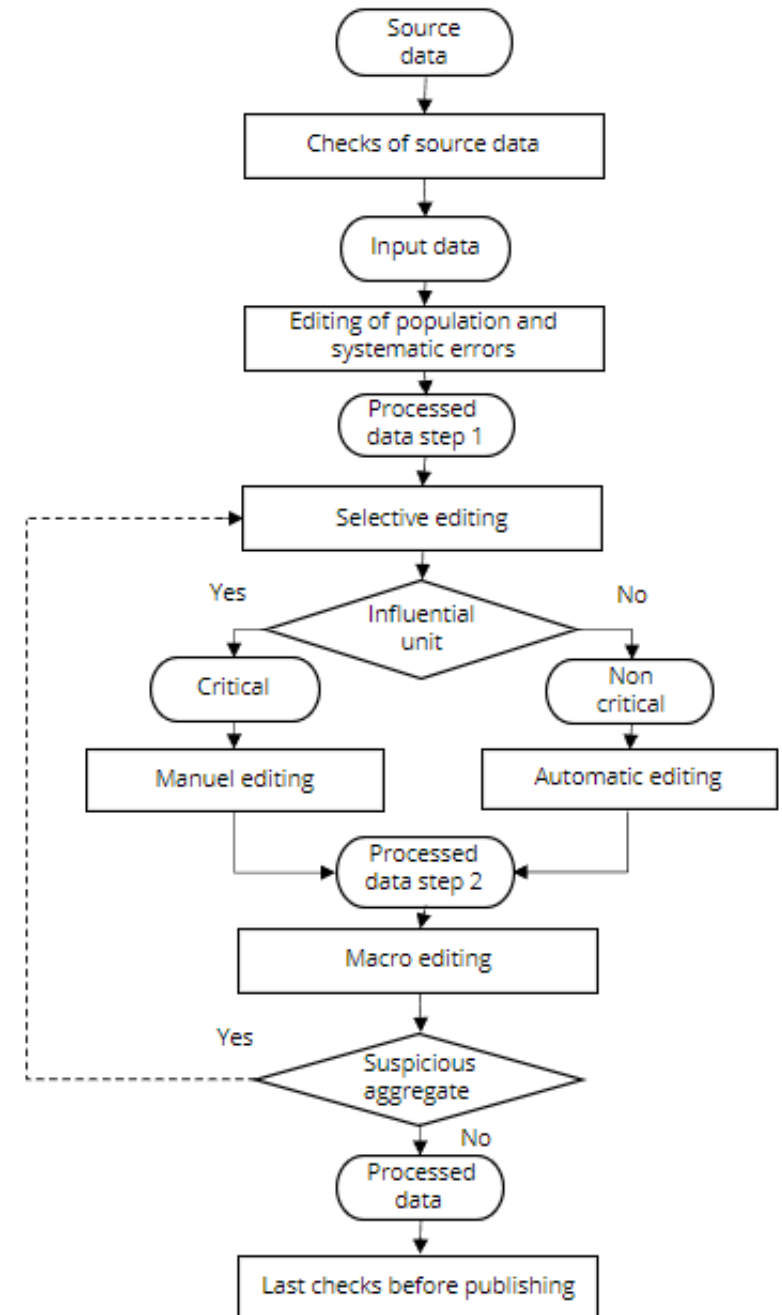 Source
data
Checks of source data
Input data
Editing of population and
systematic errors
Processed
data step 1
Selective editing
Yes
No
Influential
unit
Critical
Non
critical
Manuel editing
Automatic editing
Processed
data step 2
Macro editing
Yes
Suspicious
aggregate
No
Processed
data
Last checks before publishing